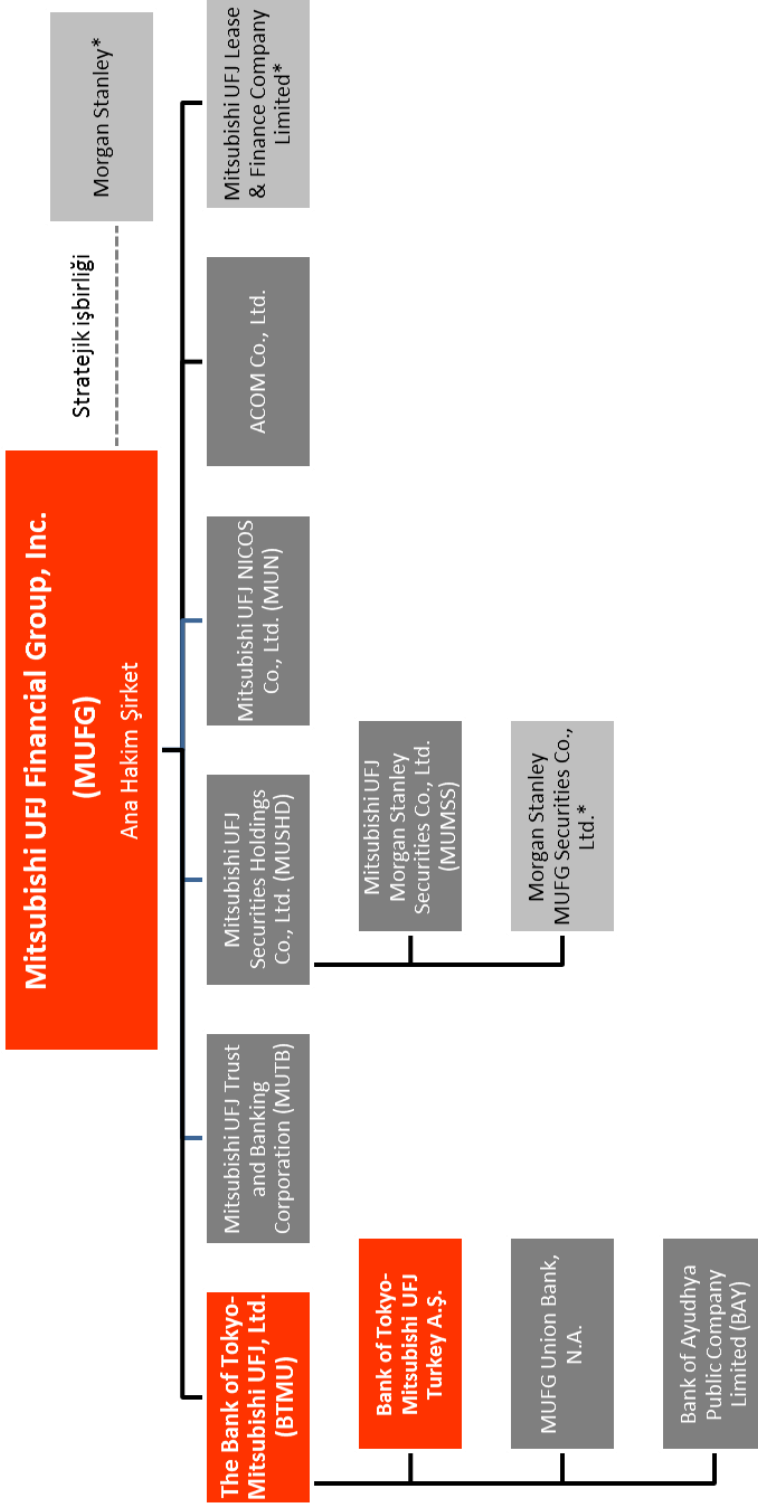 Mitsubishi UFJ Financial Group, Inc.
(MUFG)
Ana Hakim Şirket
Stratejik işbirliği
Morgan Stanley*
The Bank of Tokyo-
Mitsubishi UFJ, Ltd.
(BTMU)
Mitsubishi UFJ Trust
and Banking
Corporation (MUTB)
Mitsubishi UFJ
Securities Holdings
Co., Ltd. (MUSHD)
Mitsubishi UFJ NICOS
Co., Ltd. (MUN)
ACOM Co., Ltd.
Mitsubishi UFJ Lease
& Finance Company
Limited*
Bank of Tokyo-
Mitsubishi UFJ
Turkey A.Ş.
Mitsubishi UFJ
Morgan Stanley
Securities Co., Ltd.
(MUMSS)
MUFG Union Bank,
N.A.
Morgan Stanley
MUFG Securities Co.,
Ltd.*
Bank of Ayudhya
Public Company
Limited (BAY)